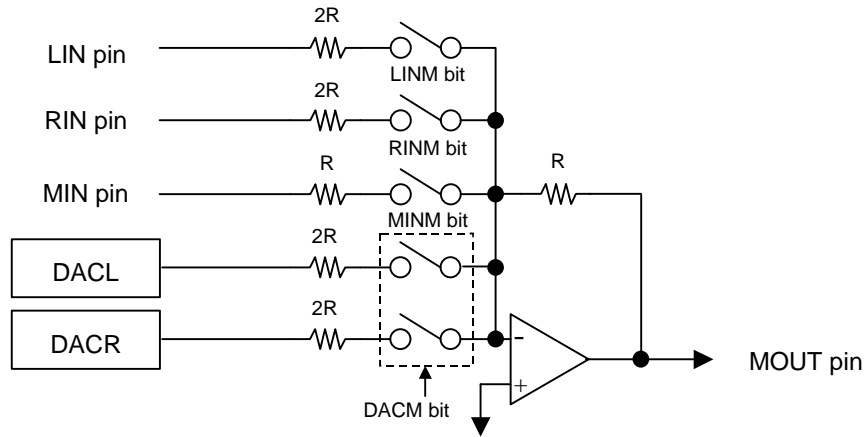 2R
LIN pin
LINM bit
2R
RIN pin
RINM bit
R
R
MIN pin
MINM bit
2R
DACL
2R
DACR
-
+
MOUT pin
DACM bit